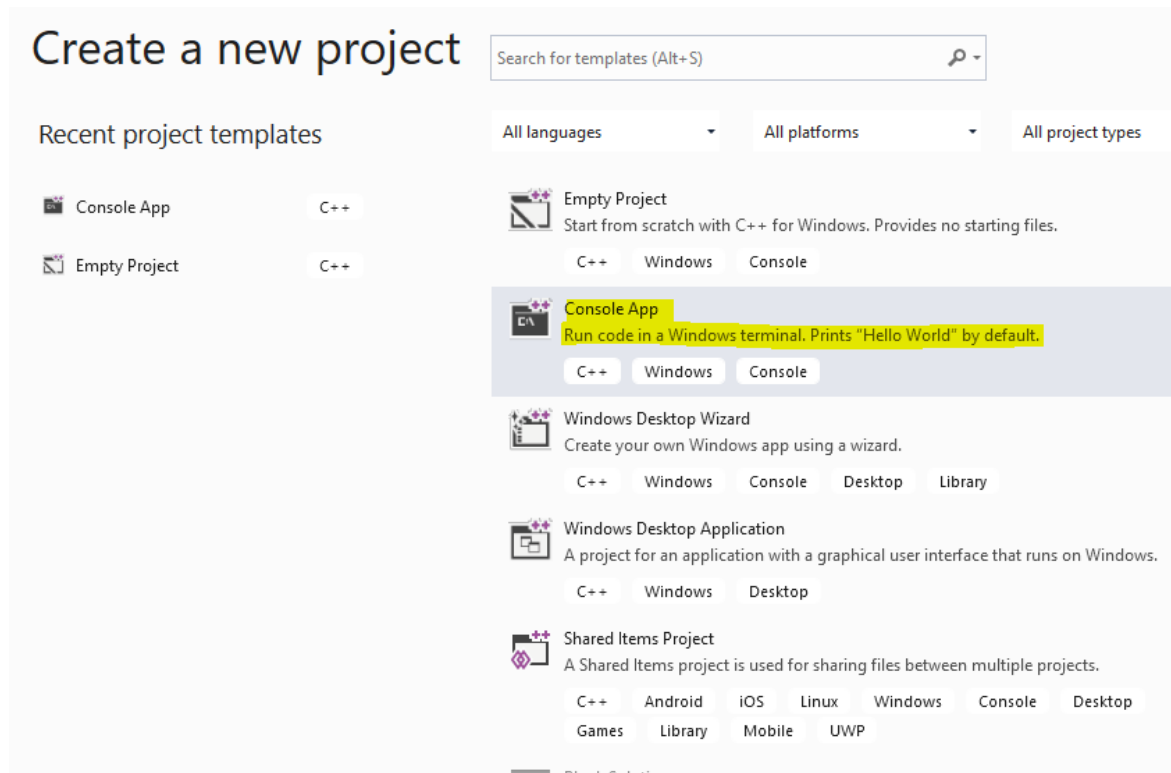 Create a new project
Search for templates (Alt+S)
Recent project templates
All languages
All platforms
All project types
Console App
C++
Empty Project
C++
Empty Project
Start from scratch with C++ for Windows. Provides no starting files.
C++ Windows Console
Console App
Run code in a Windows terminal. Prints “Hello World” by default.
C++ Windows Console
Windows Desktop Wizard
Create your own Windows app using a wizard.
C++ Windows Console Desktop Library
Windows Desktop Application
A project for an application with a graphical user interface that runs on Windows.
C++ Windows Desktop
Shared Items Project
A Shared Items project is used for sharing files between multiple projects.
C++ Android iOS Linux Windows Console Desktop
Games Library Mobile UWP